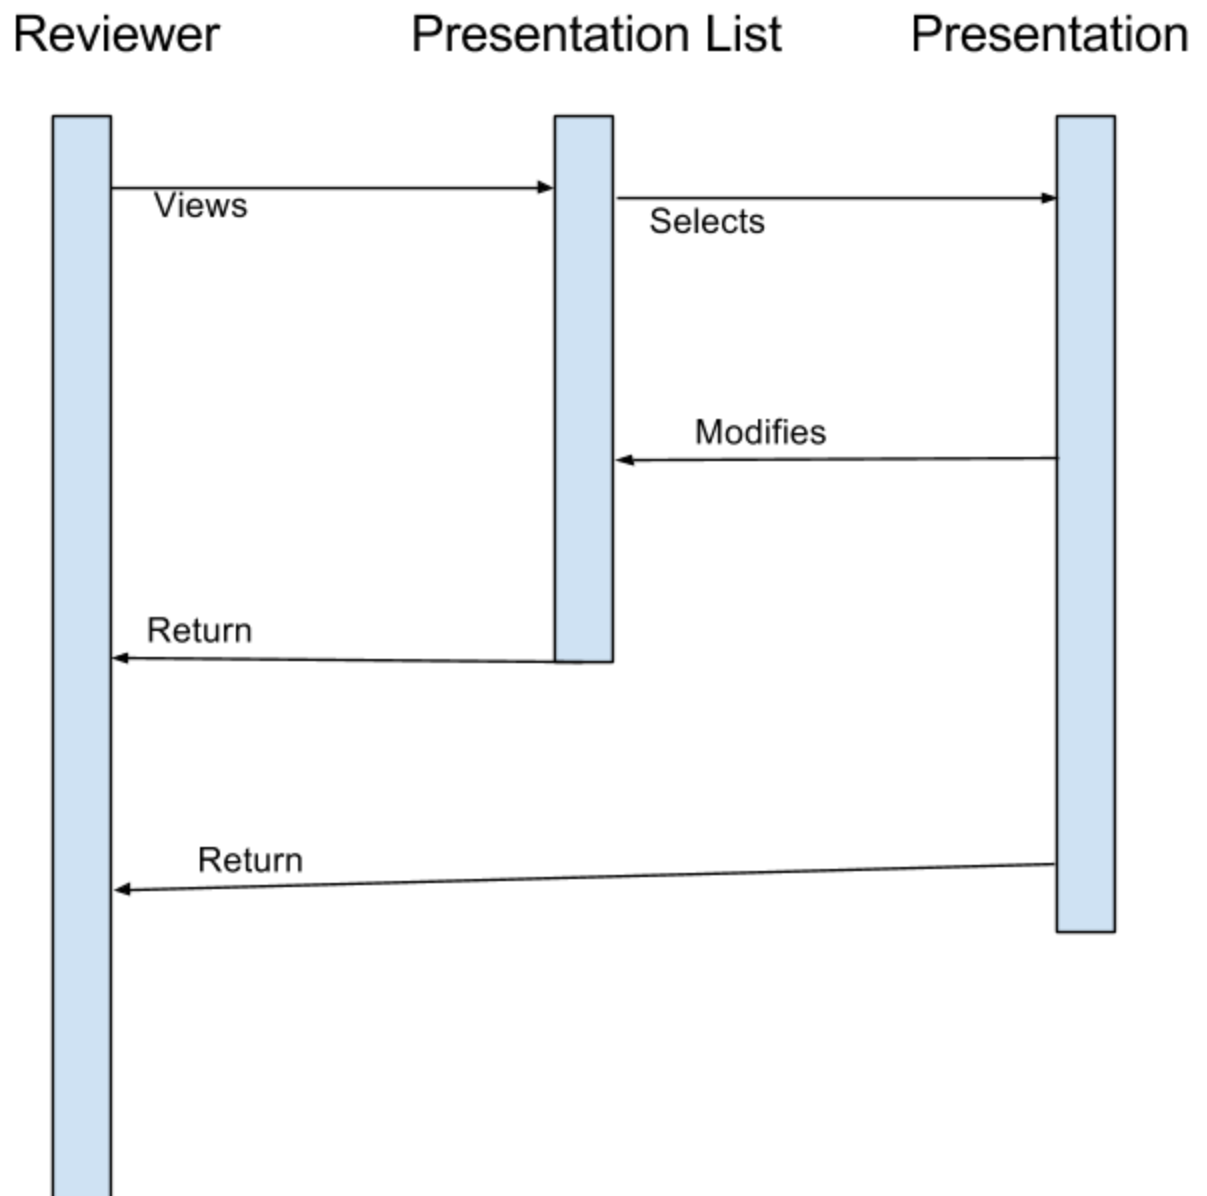 Reviewer
Presentation List
Presentation
Views
Selects
Modifies
Return
Return